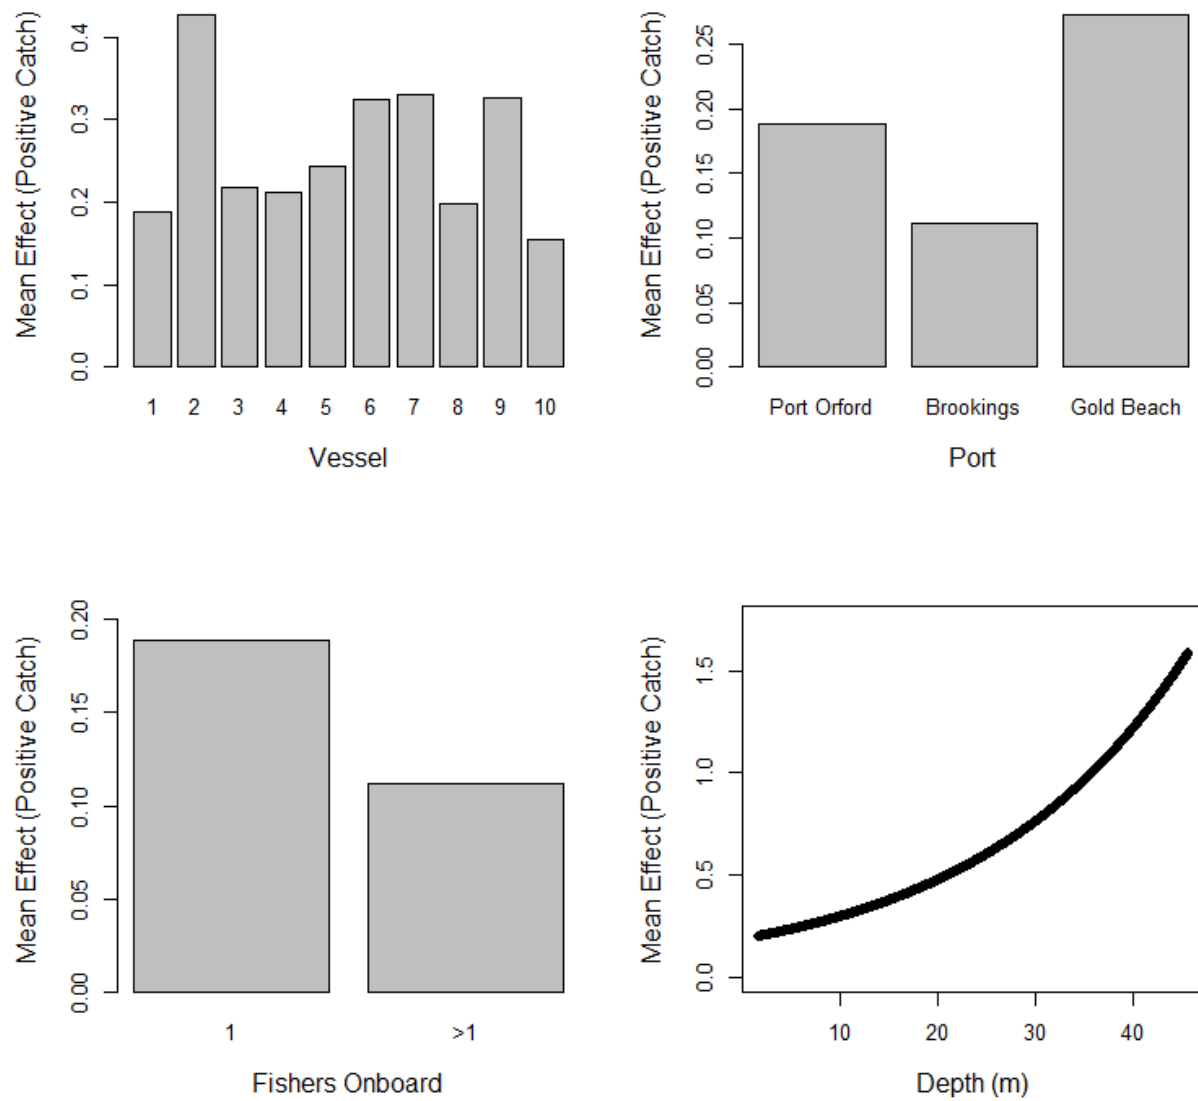 Mean Effect (Positive Catch)
0.0 0.1 0.2 0.3 0.4
1 2 3 4 5 6 7 8 9 10
Vessel
Mean Effect (Positive Catch)
0.00 0.05 0.10 0.15 0.20 0.25
Port Orford Brookings Gold Beach
Port
Mean Effect (Positive Catch)
0.00 0.05 0.10 0.15 0.20
1 >1
Fishers Onboard
Mean Effect (Positive Catch)
0.0 0.5 1.0 1.5
10 20 30 40
Depth (m)